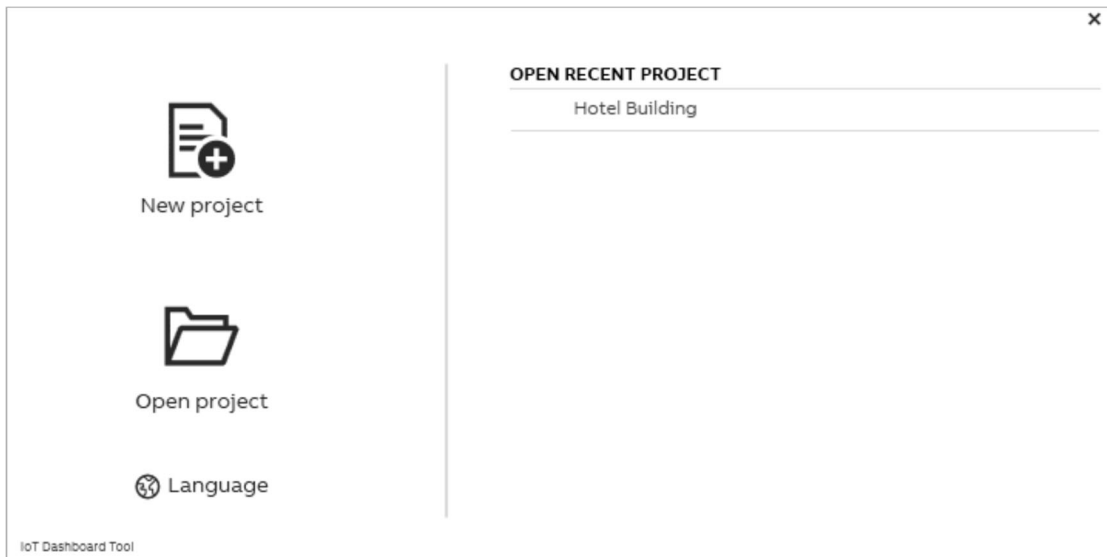 New project
Open project
Language
IoT Dashboard Tool
OPEN RECENT PROJECT
Hotel Building